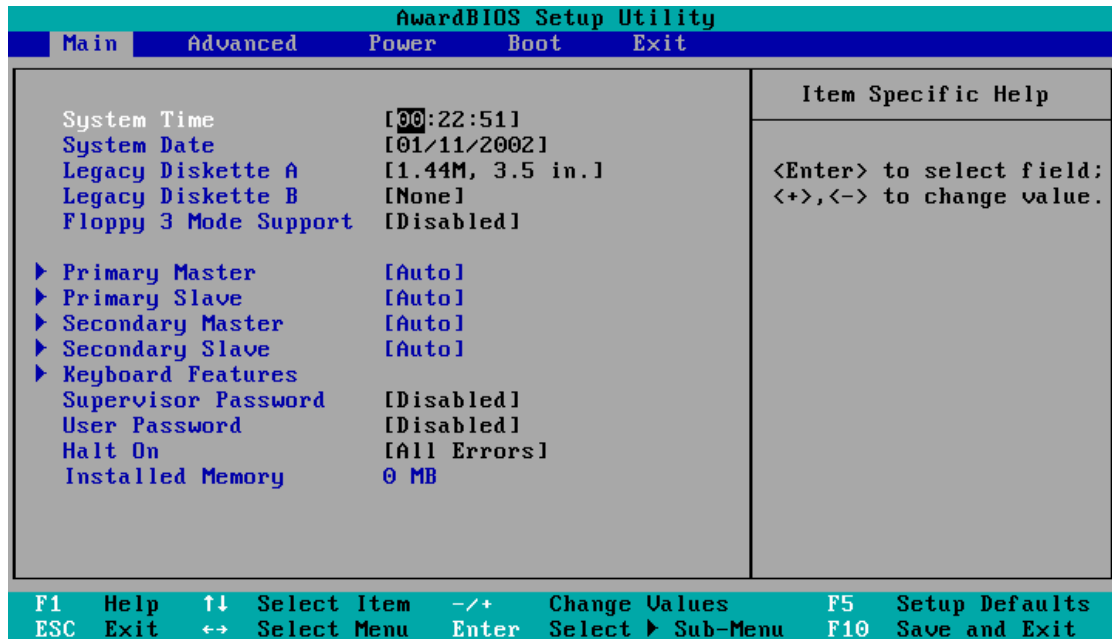 AwardBIOS Setup Utility
Main Advanced Power Boot Exit
Item Specific Help
System Time [00:22:51]
System Date [01/11/2002]
Legacy Diskette A [1.44M, 3.5 in.]
Legacy Diskette B [None]
Floppy 3 Mode Support [Disabled]
Primary Master [Auto]
Primary Slave [Auto]
Secondary Master [Auto]
Secondary Slave [Auto]
Keyboard Features
Supervisor Password [Disabled]
User Password [Disabled]
Halt On [All Errors]
Installed Memory 0 MB
<Enter> to select field;
<+>,<-> to change value.
F1 Help ↑↓ Select Item -/+ Change Values F5 Setup Defaults
ESC Exit ←→ Select Menu Enter Select ▶ Sub-Menu F10 Save and Exit